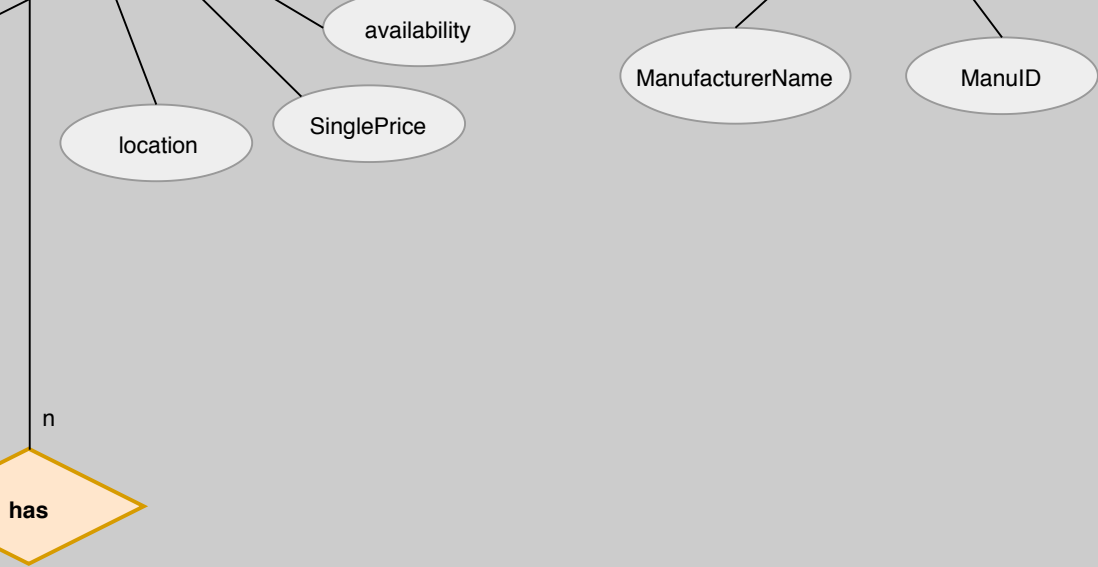 availability
ManufacturerName
ManuID
SinglePrice
location
n
has